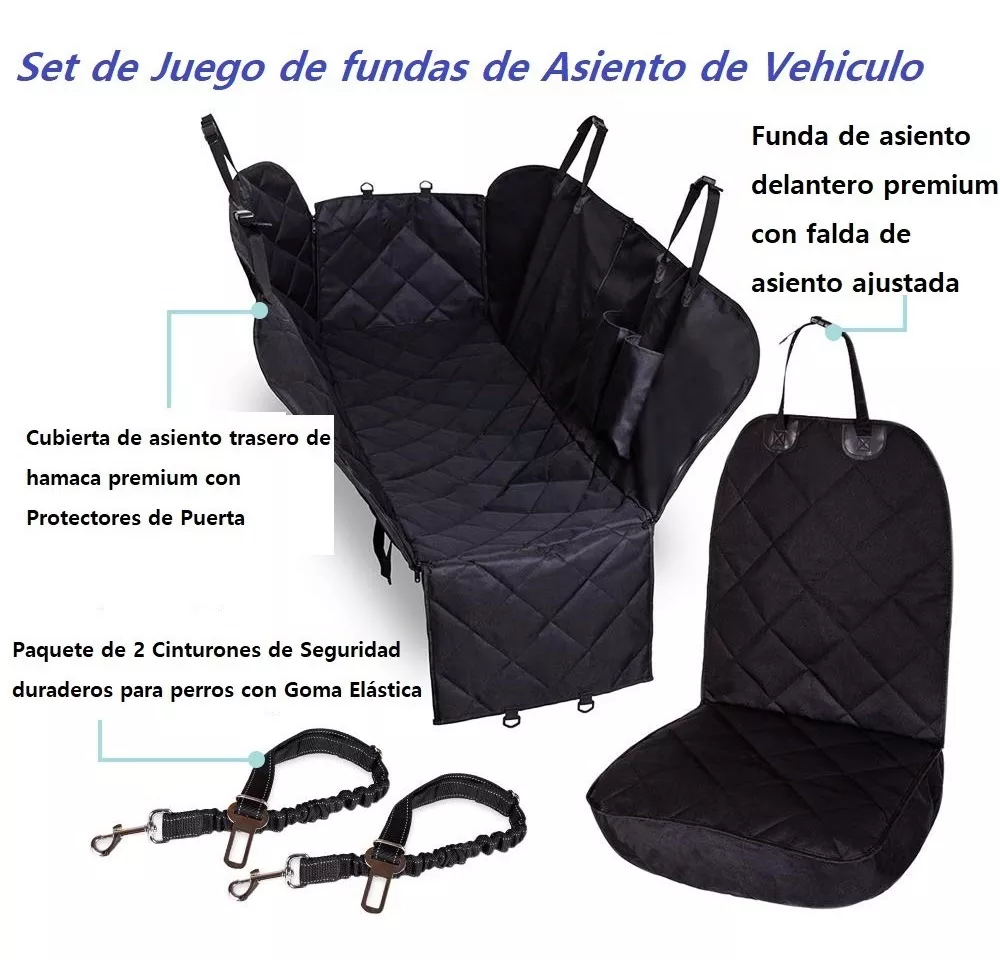 Set de Juego de fundas de Asiento de Vehiculo
Funda de asiento
delantero premium
con falda de
asiento ajustada
Cubierta de asiento trasero de
hamaca premium con
Protectores de Puerta
Paquete de 2 Cinturones de Seguridad
duraderos para perros con Goma Elástica